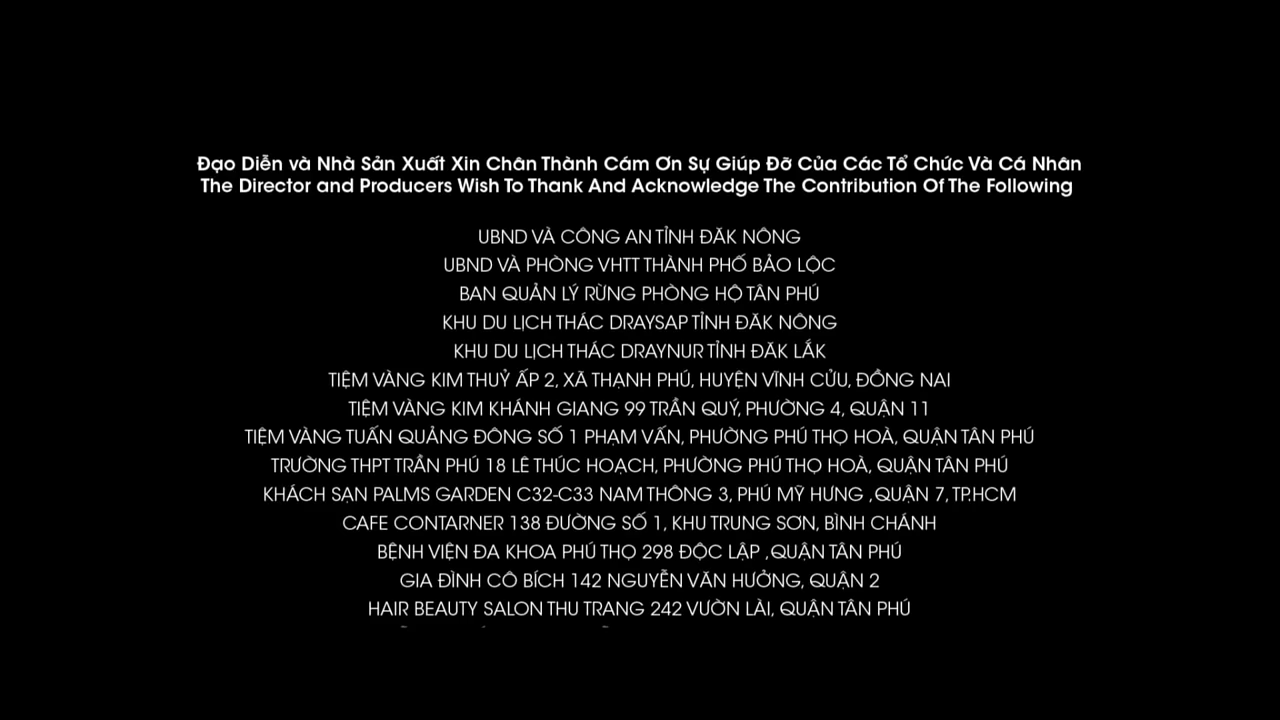 Đạo Diễn và Nhà Sản Xuất Xin Chân Thành Cám Ơn Sự Giúp Đỡ Của Các Tổ Chức Và Cá Nhân
The Director and Producers Wish To Thank And Acknowledge The Contribution Of The Following
UBND VÀ CÔNG AN TỈNH ĐĂK NÔNG
UBND VÀ PHÒNG VHTT THÀNH PHỐ BẢO LỘC
BAN QUẢN LÝ RỪNG PHÒNG HỘ TÂN PHÚ
KHU DU LỊCH THÁC DRAYSAP TỈNH ĐĂK NÔNG
KHU DU LỊCH THÁC DRAYNUR TỈNH ĐĂK LẮK
TIỆM VÀNG KIM THUỶ ẤP 2, XÃ THẠNH PHÚ, HUYỆN VĨNH CỬU, ĐỒNG NAI
TIỆM VÀNG KIM KHÁNH GIANG 99 TRẦN QUÝ, PHƯỜNG 4, QUẬN 11
TIỆM VÀNG TUẤN QUẢNG ĐÔNG SỐ 1 PHẠM VẤN, PHƯỜNG PHÚ THỌ HOÀ, QUẬN TÂN PHÚ
TRƯỜNG THPT TRẦN PHÚ 18 LÊ THÚC HOẠCH, PHƯỜNG PHÚ THỌ HOÀ, QUẬN TÂN PHÚ
KHÁCH SẠN PALMS GARDEN C32-C33 NAM THÔNG 3, PHÚ MỸ HƯNG ,QUẬN 7, TP.HCM
CAFE CONTARNER 138 ĐƯỜNG SỐ 1, KHU TRUNG SƠN, BÌNH CHÁNH
BỆNH VIỆN ĐA KHOA PHÚ THỌ 298 ĐỘC LẬP ,QUẬN TÂN PHÚ
GIA ĐÌNH CÔ BÍCH 142 NGUYỄN VĂN HƯỞNG, QUẬN 2
HAIR BEAUTY SALON THU TRANG 242 VƯỜN LÀI, QUẬN TÂN PHÚ